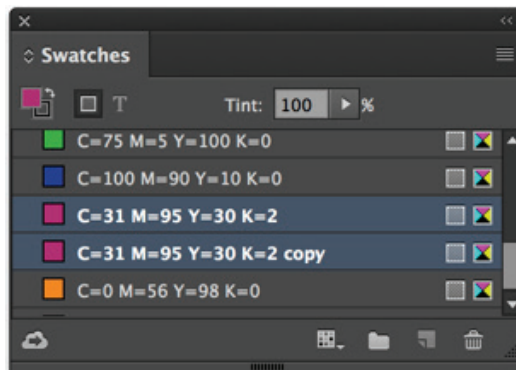 Swatches
T Tint: 100 %
C=75 M=5 Y=100 K=0
C=100 M=90 Y=10 K=0
C=31 M=95 Y=30 K=2
C=31 M=95 Y=30 K=2 copy
C=0 M=56 Y=98 K=0